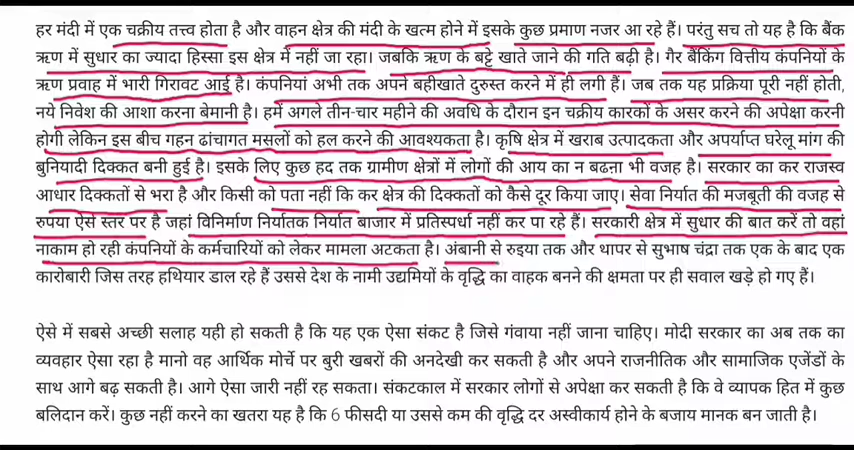 हर मंदी में एक चक्रीय तत्त्व होता है और वाहन क्षेत्र की मंदी के खत्म होने में इसके कुछ प्रमाण नजर आ रहे हैं। परंतु सच तो यह है कि बैंक
ऋण में सुधार का ज्यादा हिस्सा इस क्षेत्र में नहीं जा रहा। जबकि ऋण के बट्टे खाते जाने की गति बढ़ी है। गैर बैंकिंग वित्तीय कंपनियों के
ऋण प्रवाह में भारी गिरावट आई है। कंपनियां अभी तक अपने बहीखाते दुरुस्त करने में ही लगी हैं। जब तक यह प्रक्रिया पूरी नहीं होती,
नये निवेश की आशा करना बेमानी है। हमें अगले तीन-चार महीने की अवधि के दौरान इन चक्रीय कारकों के असर करने की अपेक्षा करनी
होगी लेकिन इस बीच गहन ढांचागत मसलों को हल करने की आवश्यकता है। कृषि क्षेत्र में खराब उत्पादकता और अपर्याप्त घरेलू मांग की
बुनियादी दिक्कत बनी हुई है। इसके लिए कुछ हद तक ग्रामीण क्षेत्रों में लोगों की आय का न बढऩा भी वजह है। सरकार का कर राजस्व
आधार दिक्कतों से भरा है और किसी को पता नहीं कि कर क्षेत्र की दिक्कतों को कैसे दूर किया जाए। सेवा निर्यात की मजबूती की वजह से
रुपया ऐसे स्तर पर है जहां विनिर्माण निर्यातक निर्यात बाजार में प्रतिस्पर्धा नहीं कर पा रहे हैं। सरकारी क्षेत्र में सुधार की बात करें तो वहां
नाकाम हो रही कंपनियों के कर्मचारियों को लेकर मामला अटकता है। अंबानी से रुइया तक और थापर से सुभाष चंद्रा तक एक के बाद एक
कारोबारी जिस तरह हथियार डाल रहे हैं उससे देश के नामी उद्यमियों के वृद्धि का वाहक बनने की क्षमता पर ही सवाल खड़े हो गए हैं।
ऐसे में सबसे अच्छी सलाह यही हो सकती है कि यह एक ऐसा संकट है जिसे गंवाया नहीं जाना चाहिए। मोदी सरकार का अब तक का
व्यवहार ऐसा रहा है मानो वह आर्थिक मोर्चे पर बुरी खबरों की अनदेखी कर सकती है और अपने राजनीतिक और सामाजिक एजेंडों के
साथ आगे बढ़ सकती है। आगे ऐसा जारी नहीं रह सकता। संकटकाल में सरकार लोगों से अपेक्षा कर सकती है कि वे व्यापक हित में कुछ
बलिदान करें। कुछ नहीं करने का खतरा यह है कि 6 फीसदी या उससे कम की वृद्धि दर अस्वीकार्य होने के बजाय मानक बन जाती है।